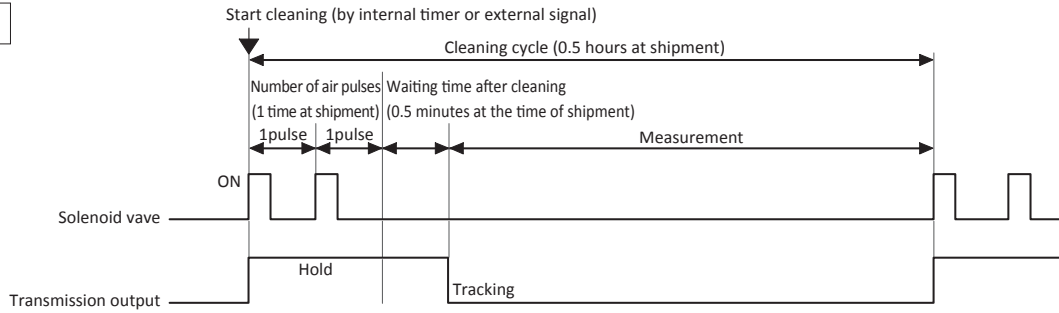 Start cleaning (by internal timer or external signal)
Cleaning cycle (0.5 hours at shipment)
Number of air pulses
(1 time at shipment)
Waiting time after cleaning
(0.5 minutes at the time of shipment)
1pulse
1pulse
Measurement
ON
Solenoid vave
Hold
Tracking
Transmission output